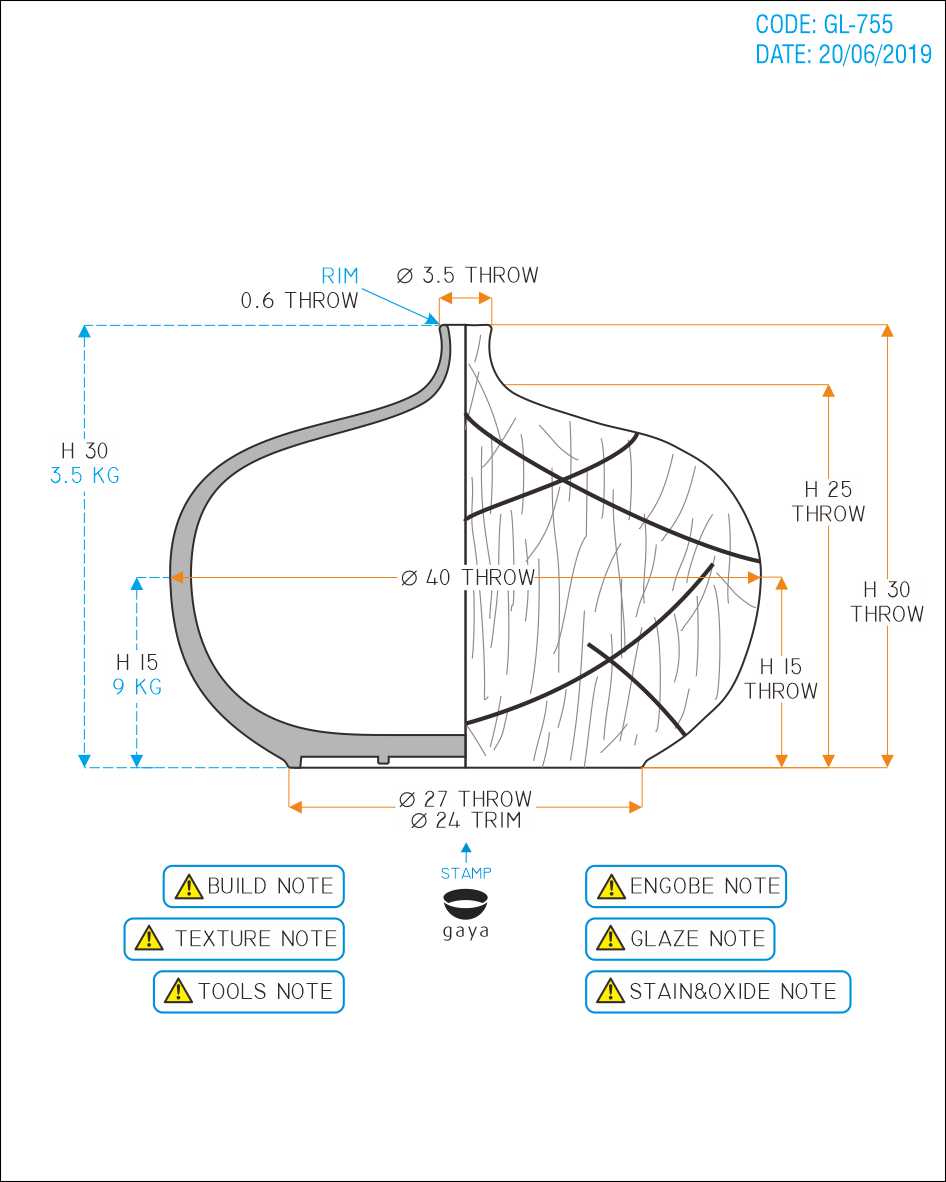 CODE: GL-755
DATE: 20/06/2019
RIM
0.6 THROW
Ø 3.5 THROW
H 30
3.5 KG
H 25
THROW
Ø 40 THROW
H 30
THROW
H 15
9 KG
H 15
THROW
Ø 27 THROW
Ø 24 TRIM
STAMP
gaya
BUILD NOTE
TEXTURE NOTE
TOOLS NOTE
ENGOBE NOTE
GLAZE NOTE
STAIN&OXIDE NOTE